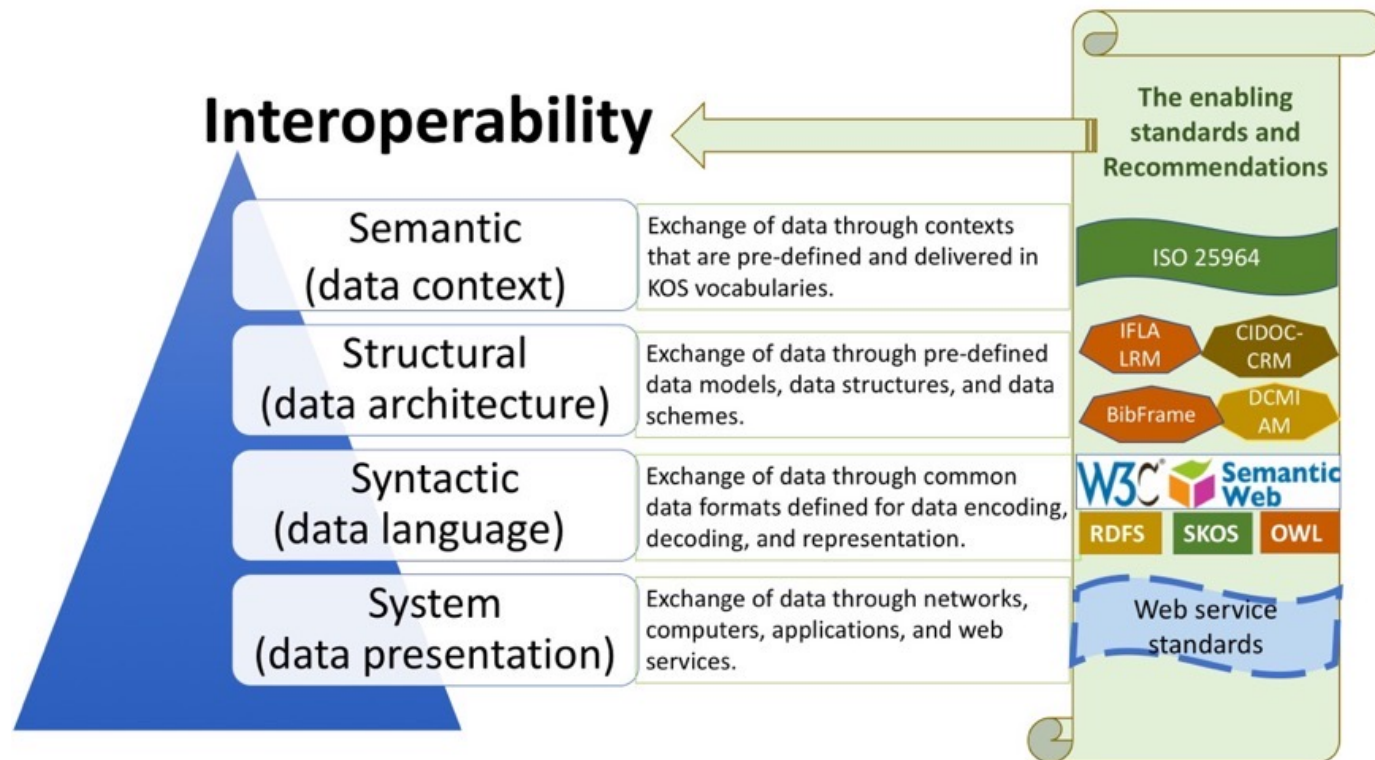 Interoperability
The enabling
standards and
Recommendations
Semantic
(data context)
Exchange of data through contexts
that are pre-defined and delivered in
KOS vocabularies.
ISO 25964
Structural
(data architecture)
Exchange of data through pre-defined
data models, data structures, and data
schemes.
IFLA
LRM
CIDOC-
CRM
BibFrame
DCMI
AM
Syntactic
(data language)
Exchange of data through common
data formats defined for data encoding,
decoding, and representation.
W3C® Semantic
Web
RDFS SKOS OWL
System
(data presentation)
Exchange of data through networks,
computers, applications, and web
services.
Web service
standards